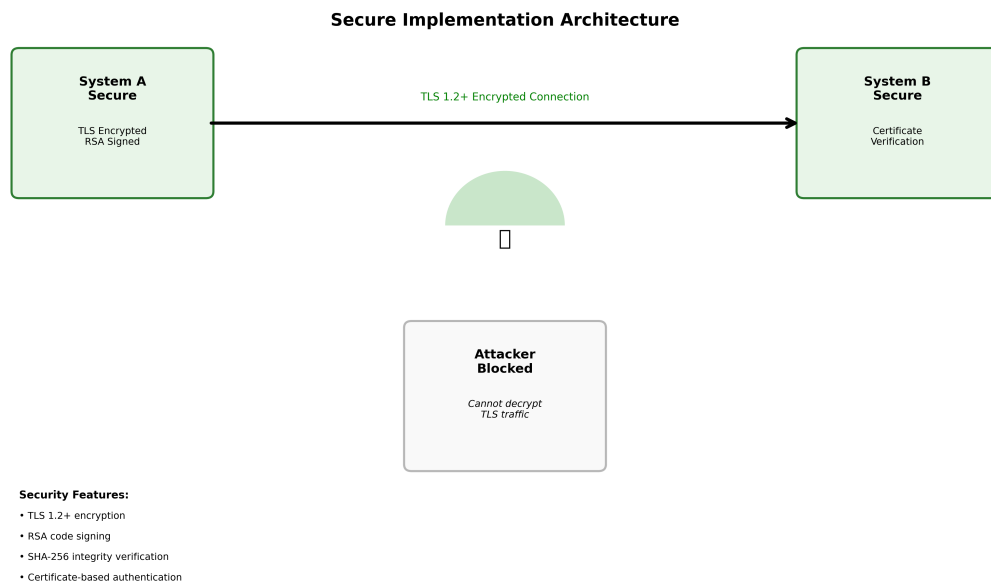 Secure Implementation Architecture
System A
Secure
TLS Encrypted
RSA Signed
TLS 1.2+ Encrypted Connection
System B
Secure
Certificate
Verification
Attacker
Blocked
Cannot decrypt
TLS traffic
Security Features:
• TLS 1.2+ encryption
• RSA code signing
• SHA-256 integrity verification
• Certificate-based authentication